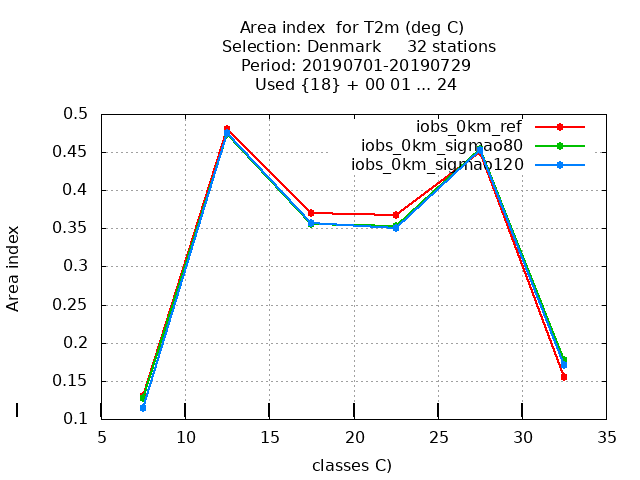 Area index for T2m (deg C)
Selection: Denmark 32 stations
Period: 20190701-20190729
Used {18} + 00 01 ... 24
iobs_0km_ref
iobs_0km_sigmao80
iobs_0km_sigmao120
0.5
0.45
0.4
0.35
0.3
0.25
0.2
0.15
0.1
Area index
5
10
15
20
25
30
35
classes C)